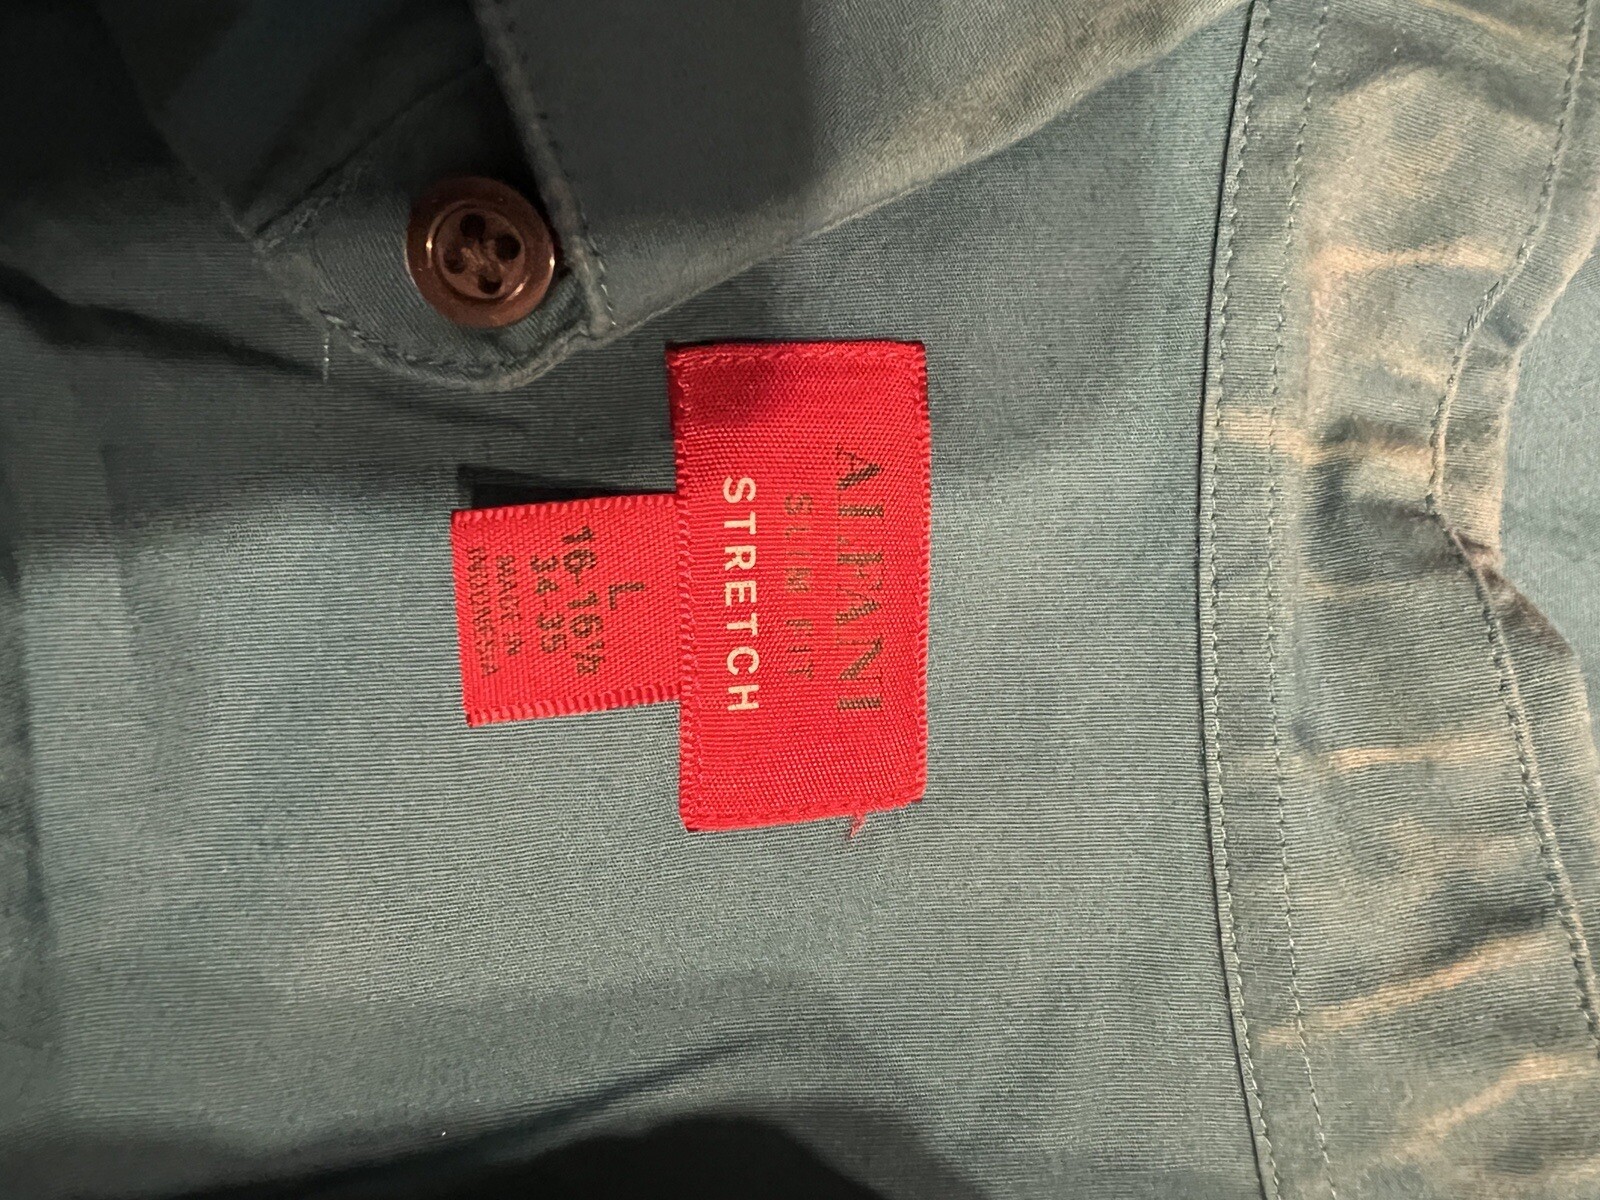 ALFANI
SLIM FIT
STRETCH
L
16-16½
34-35
MADE IN
INDONESIA